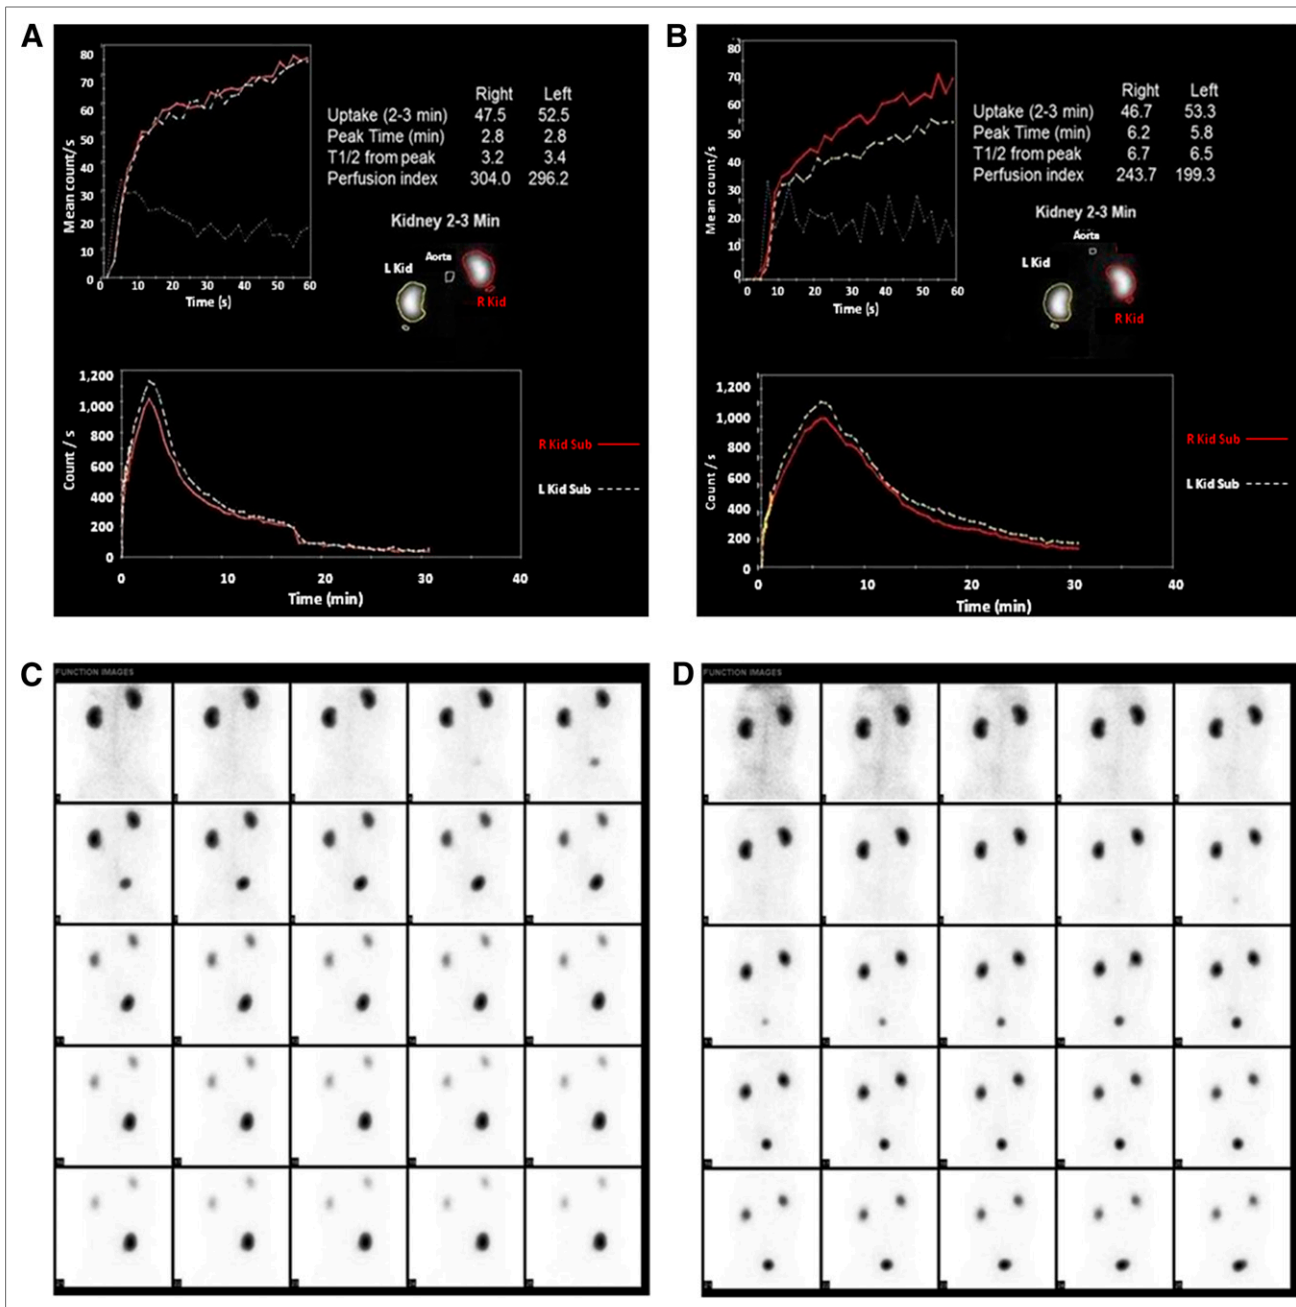 A
80
70
60
50
40
30
20
10
0
Mean count/s
0 10 20 30 40 50 60
Time (s)
Right Left
Uptake (2-3 min) 47.5 52.5
Peak Time (min) 2.8 2.8
T1/2 from peak 3.2 3.4
Perfusion index 304.0 296.2
Kidney 2-3 Min
Aorta
L Kid
R Kid
1,200
1,000
800
600
400
200
0
Count / s
0 10 20 30 40
Time (min)
R Kid Sub
L Kid Sub
B
80
70
60
50
40
30
20
10
0
Mean count/s
0 10 20 30 40 50 60
Time (s)
Right Left
Uptake (2-3 min) 46.7 53.3
Peak Time (min) 6.2 5.8
T1/2 from peak 6.7 6.5
Perfusion index 243.7 199.3
Kidney 2-3 Min
Aorta
L Kid
R Kid
1,200
1,000
800
600
400
200
0
Count / s
0 10 20 30 40
Time (min)
R Kid Sub
L Kid Sub
C
FUNCTION IMAGES
D
FUNCTION IMAGES